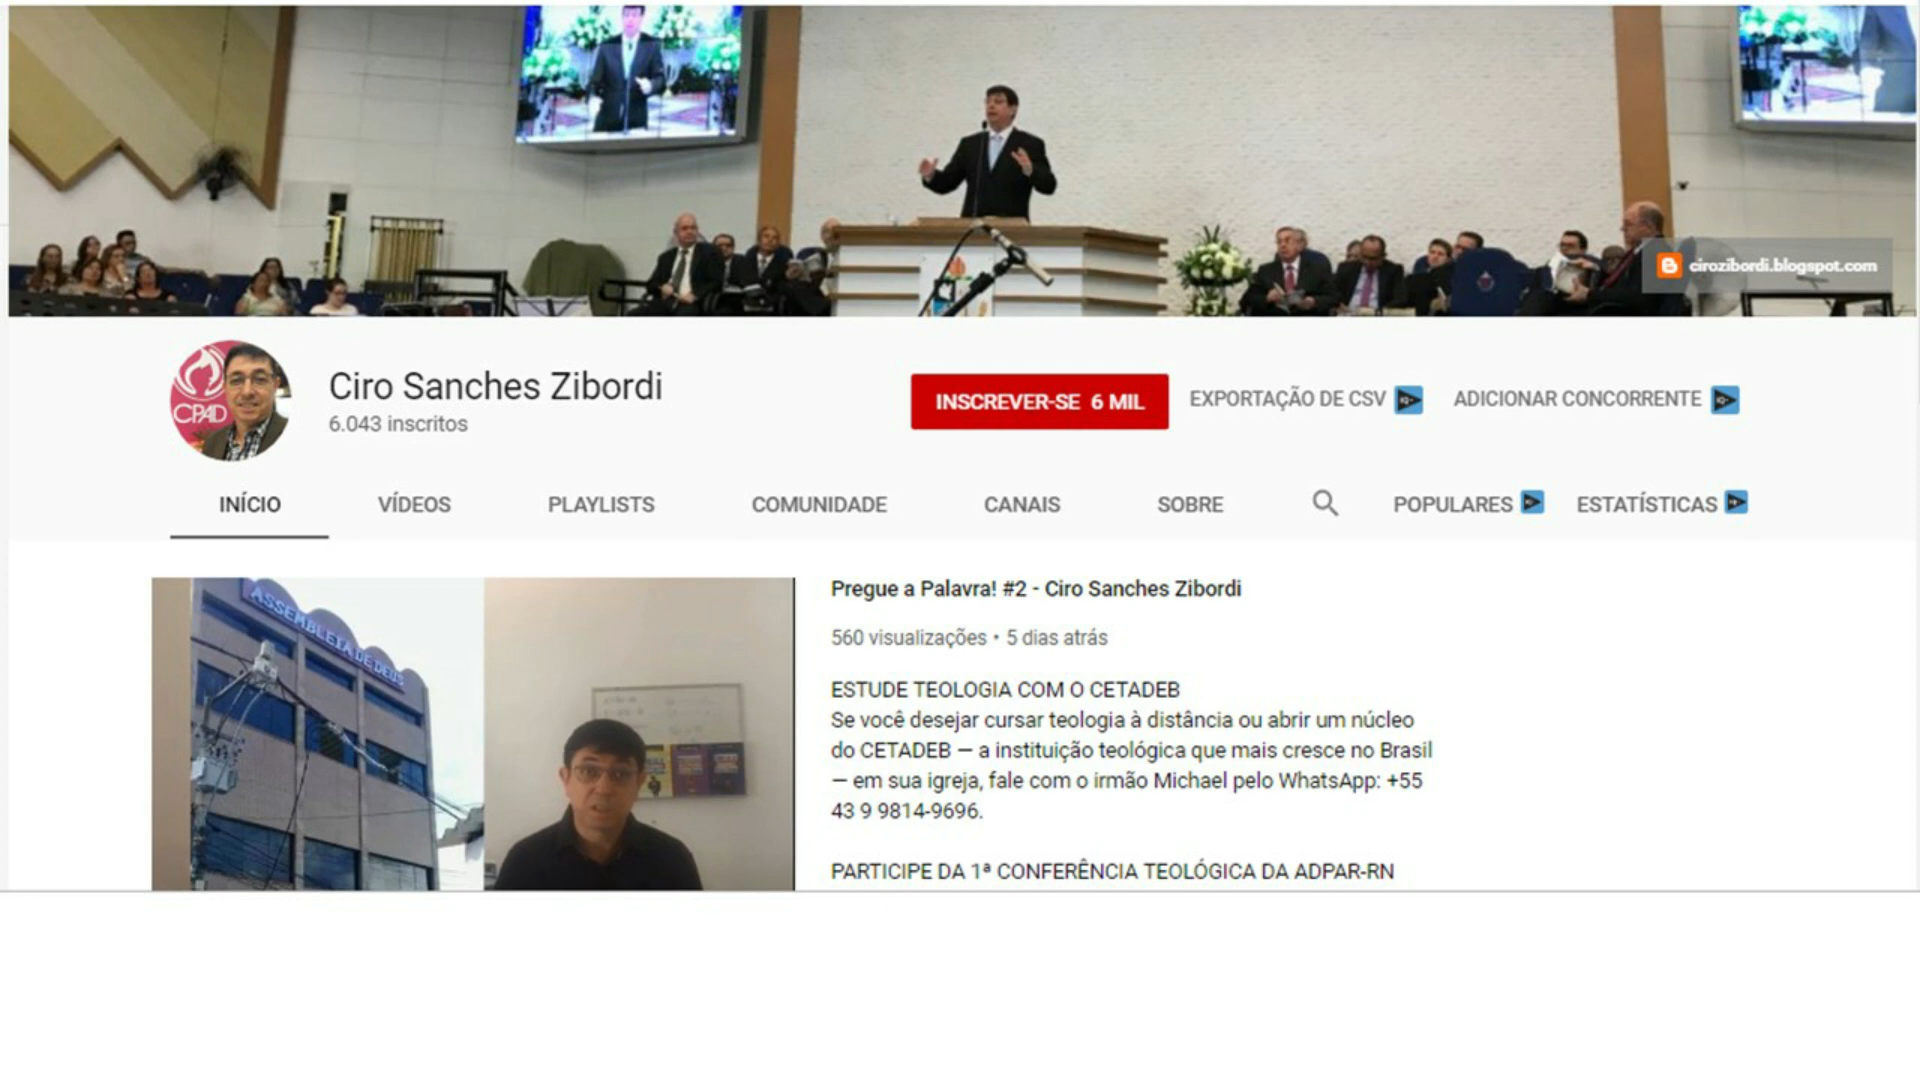 cirozibordi.blogspot.com
CPAD
Ciro Sanches Zibordi
6.043 inscritos
INSCREVER-SE 6 MIL
EXPORTAÇÃO DE CSV
ADICIONAR CONCORRENTE
INÍCIO
VÍDEOS
PLAYLISTS
COMUNIDADE
CANAIS
SOBRE
POPULARES
ESTATÍSTICAS
ASSEMBLEIA DE DEUS
Pregue a Palavra! #2 - Ciro Sanches Zibordi
560 visualizações • 5 dias atrás
ESTUDE TEOLOGIA COM O CETADEB
Se você desejar cursar teologia à distância ou abrir um núcleo
do CETADEB — a instituição teológica que mais cresce no Brasil
— em sua igreja, fale com o irmão Michael pelo WhatsApp: +55
43 9 9814-9696.
PARTICIPE DA 1ª CONFERÊNCIA TEOLÓGICA DA ADPAR-RN